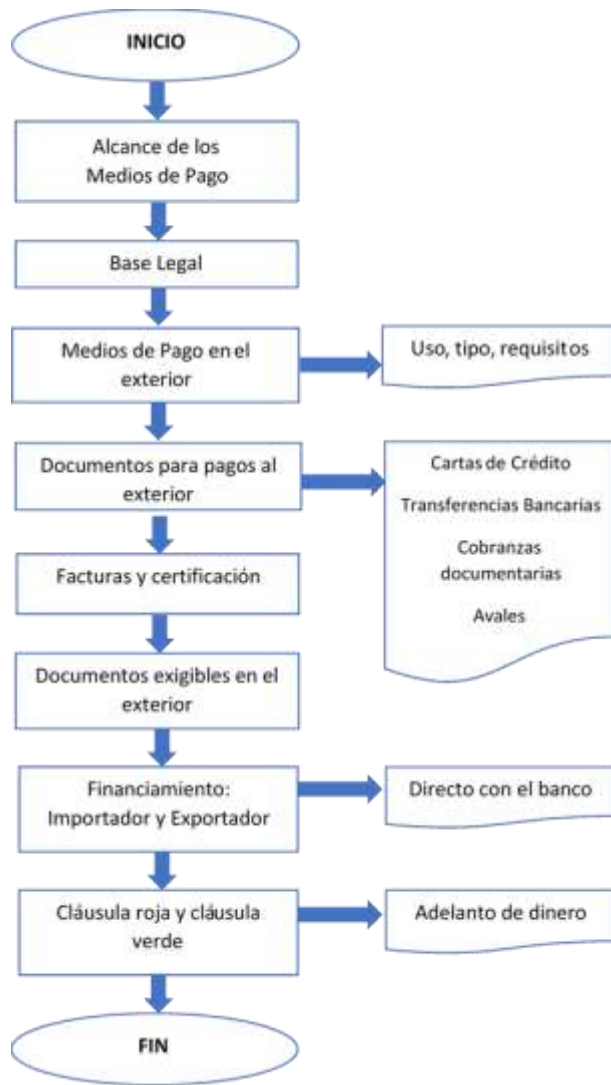 INICIO
Alcance de los
Medios de Pago
Base Legal
Medios de Pago en el
exterior
Uso, tipo, requisitos
Documentos para pagos al
exterior
Cartas de Crédito
Transferencias Bancarias
Cobranzas
documentarias
Avales
Facturas y certificación
Documentos exigibles en el
exterior
Financiamiento:
Importador y Exportador
Directo con el banco
Cláusula roja y cláusula
verde
Adelanto de dinero
FIN